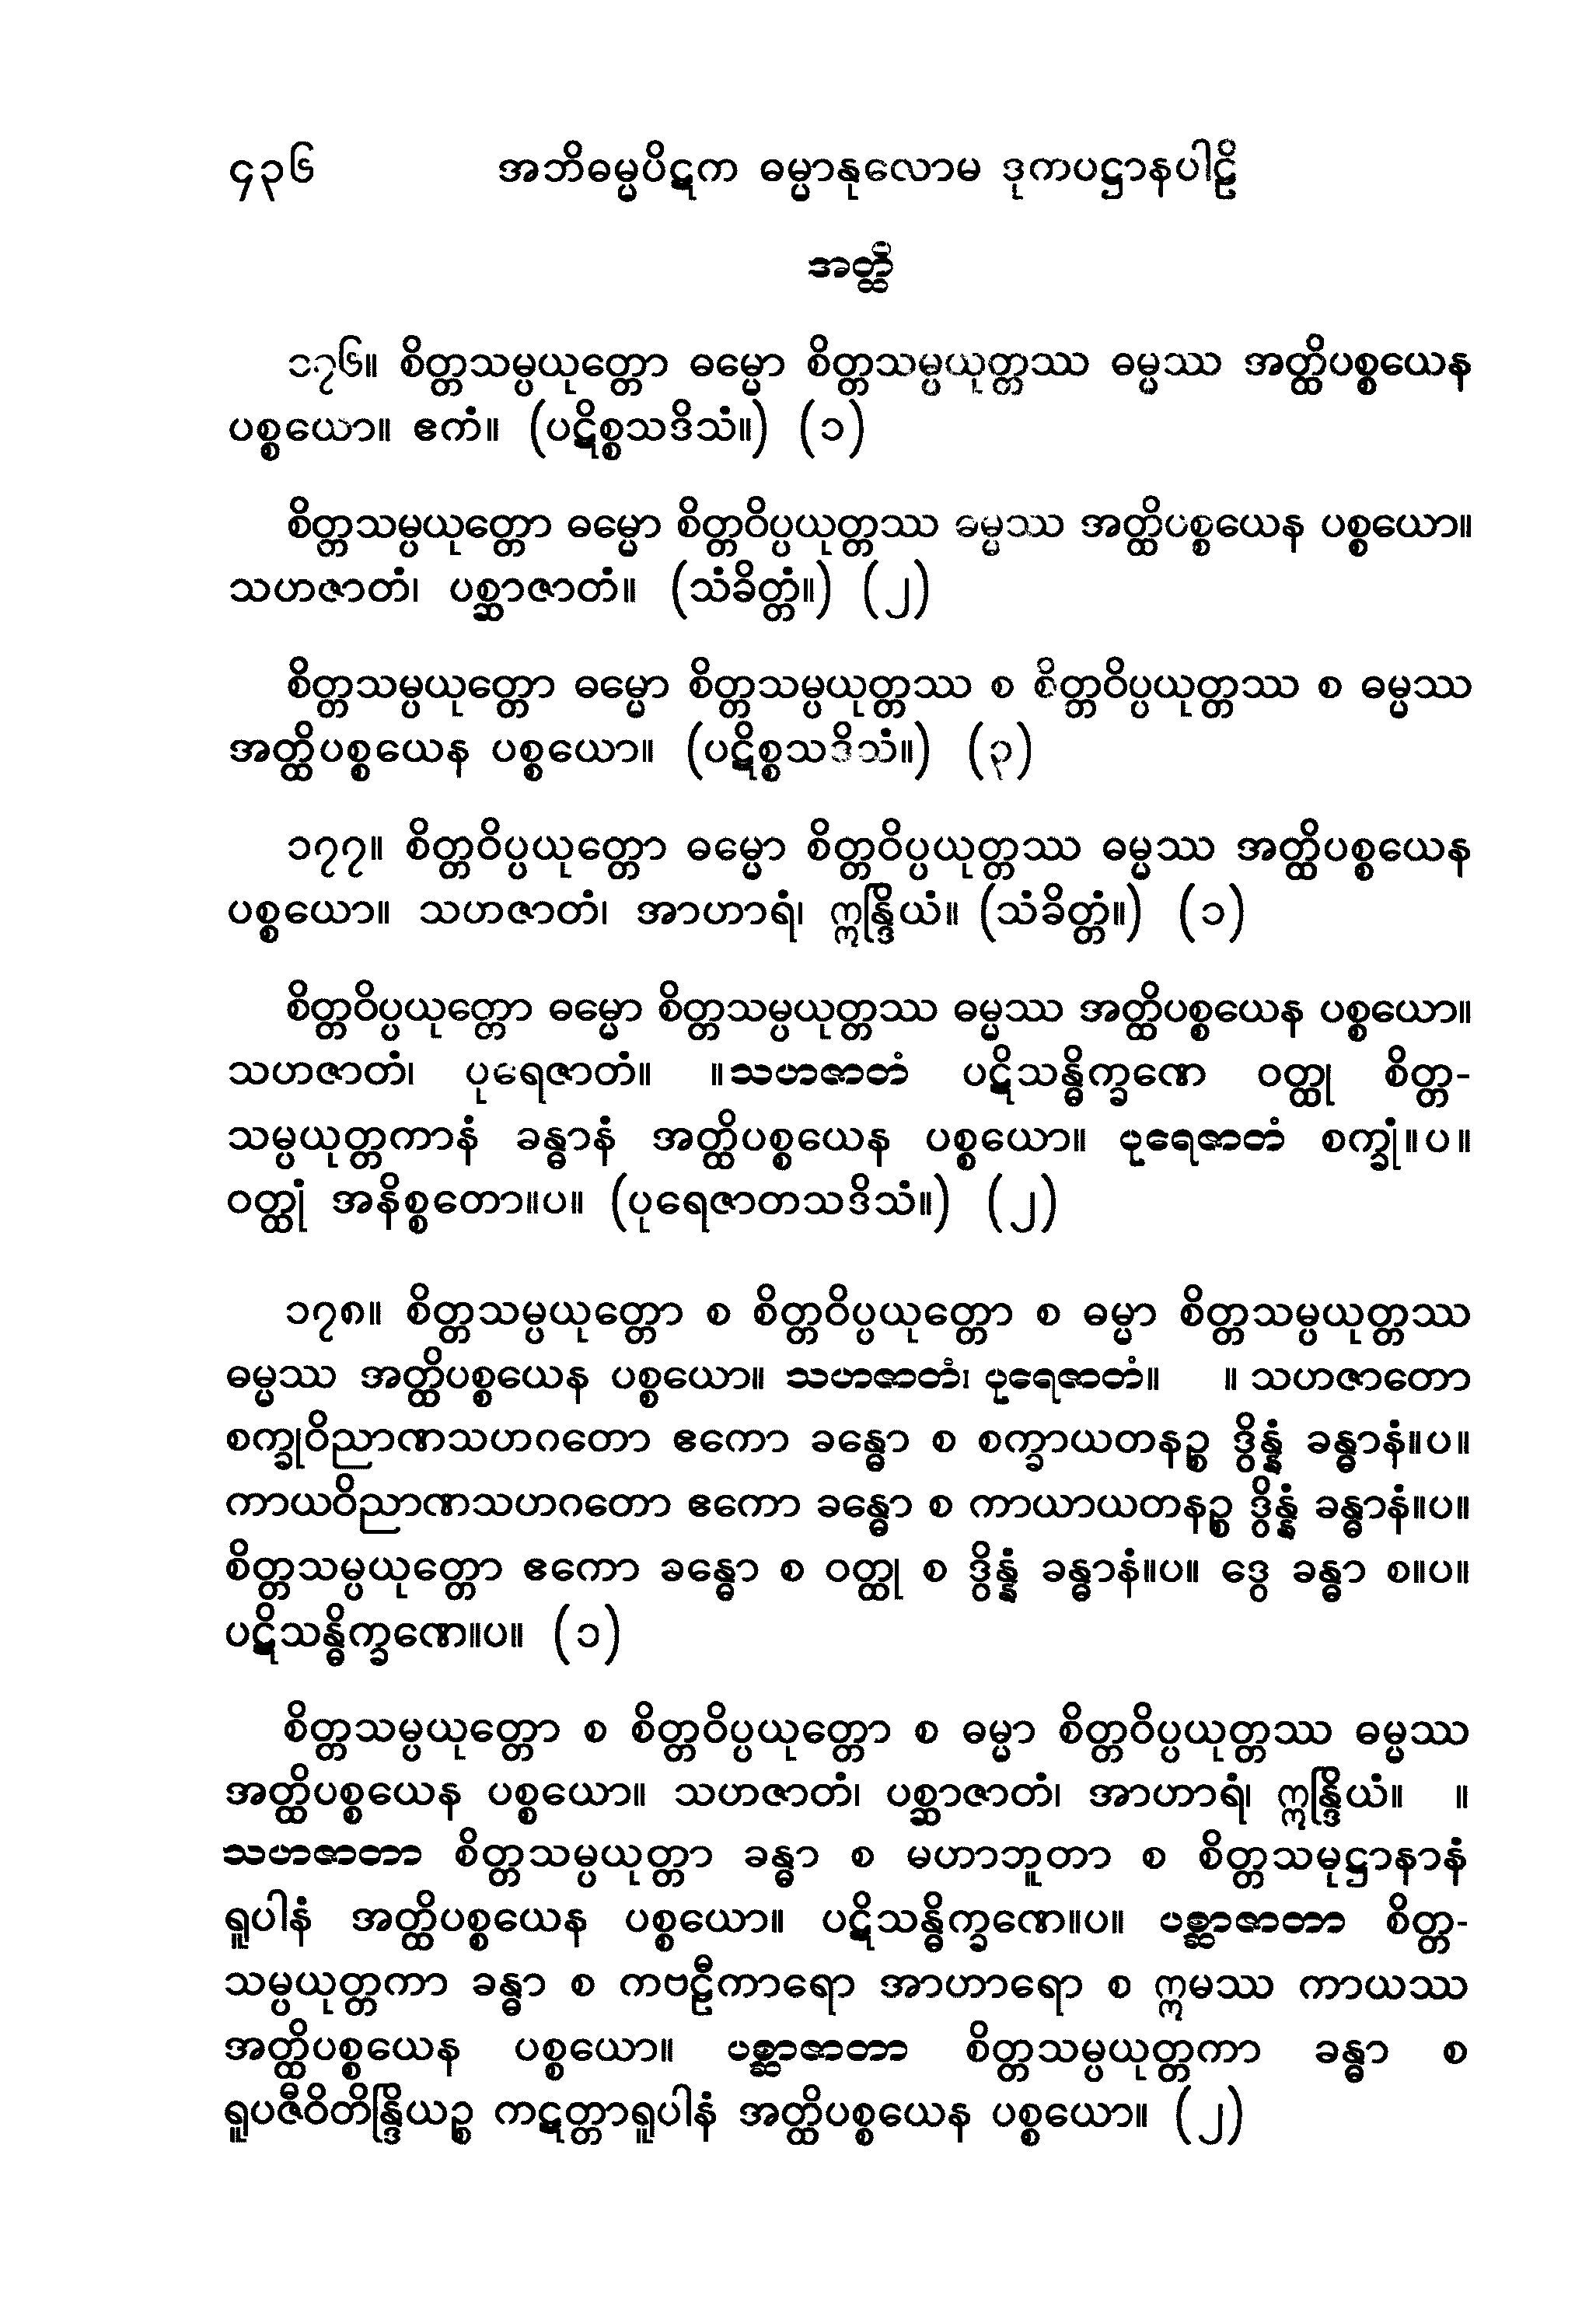 ၄၃၆ အဘိဓမ္မပိဋက ဓမ္မာနုလောမ ဒုကပဋ္ဌာနပါဠိ
အတ္ထိ
၁၇၆။ စိတ္တသမ္ပယုတ္တော ဓမ္မော စိတ္တသမ္ပယုတ္တဿ ဓမ္မဿ အတ္ထိပစ္စယေန
ပစ္စယော။ ဧကံ။ (ပဋိစ္စသဒိသံ။) (၁)
စိတ္တသမ္ပယုတ္တော ဓမ္မော စိတ္တဝိပ္ပယုတ္တဿ ဓမ္မဿ အတ္ထိပစ္စယေန ပစ္စယော။
သဟဇာတံ၊ ပစ္ဆာဇာတံ။ (သံခိတ္တံ။) (၂)
စိတ္တသမ္ပယုတ္တော ဓမ္မော စိတ္တသမ္ပယုတ္တဿ စ စိတ္တဝိပ္ပယုတ္တဿ စ ဓမ္မဿ
အတ္ထိပစ္စယေန ပစ္စယော။ (ပဋိစ္စသဒိသံ။) (၃)
၁၇၇။ စိတ္တဝိပ္ပယုတ္တော ဓမ္မော စိတ္တဝိပ္ပယုတ္တဿ ဓမ္မဿ အတ္ထိပစ္စယေန
ပစ္စယော။ သဟဇာတံ၊ အာဟာရံ၊ ဣန္ဒြိယံ။ (သံခိတ္တံ။) (၁)
စိတ္တဝိပ္ပယုတ္တော ဓမ္မော စိတ္တသမ္ပယုတ္တဿ ဓမ္မဿ အတ္ထိပစ္စယေန ပစ္စယော။
သဟဇာတံ၊ ပုရေဇာတံ။ ။သဟဇာတံ ပဋိသန္ဓိက္ခဏေ ဝတ္ထု စိတ္တ-
သမ္ပယုတ္တကာနံ ခန္ဓာနံ အတ္ထိပစ္စယေန ပစ္စယော။ ပုရေဇာတံ စက္ခုံ။ပ။
ဝတ္ထုံ အနိစ္စတော။ပ။ (ပုရေဇာတသဒိသံ။) (၂)
၁၇၈။ စိတ္တသမ္ပယုတ္တော စ စိတ္တဝိပ္ပယုတ္တော စ ဓမ္မာ စိတ္တသမ္ပယုတ္တဿ
ဓမ္မဿ အတ္ထိပစ္စယေန ပစ္စယော။ သဟဇာတံ၊ ပုရေဇာတံ။ ။ သဟဇာတော
စက္ခုဝိညာဏသဟဂတော ဧကော ခန္ဓော စ စက္ခာယတနဉ္စ ဒွိန္နံ ခန္ဓာနံ။ပ။
ကာယဝိညာဏသဟဂတော ဧကော ခန္ဓော စ ကာယာယတနဉ္စ ဒွိန္နံ ခန္ဓာနံ။ပ။
စိတ္တသမ္ပယုတ္တော ဧကော ခန္ဓော စ ဝတ္ထု စ ဒွိန္နံ ခန္ဓာနံ။ပ။ ဒွေ ခန္ဓာ စ။ပ။
ပဋိသန္ဓိက္ခဏေ။ပ။ (၁)
စိတ္တသမ္ပယုတ္တော စ စိတ္တဝိပ္ပယုတ္တော စ ဓမ္မာ စိတ္တဝိပ္ပယုတ္တဿ ဓမ္မဿ
အတ္ထိပစ္စယေန ပစ္စယော။ သဟဇာတံ၊ ပစ္ဆာဇာတံ၊ အာဟာရံ၊ ဣန္ဒြိယံ။ ။
သဟဇာတာ စိတ္တသမ္ပယုတ္တာ ခန္ဓာ စ မဟာဘူတာ စ စိတ္တသမုဋ္ဌာနာနံ
ရူပါနံ အတ္ထိပစ္စယေန ပစ္စယော။ ပဋိသန္ဓိက္ခဏေ။ပ။ ပစ္ဆာဇာတာ စိတ္တ-
သမ္ပယုတ္တကာ ခန္ဓာ စ ကဗဠီကာရော အာဟာရော စ ဣမဿ ကာယဿ
အတ္ထိပစ္စယေန ပစ္စယော။ ပစ္ဆာဇာတာ စိတ္တသမ္ပယုတ္တကာ ခန္ဓာ စ
ရူပဇီဝိတိန္ဒြိယဉ္စ ကဋတ္တာရူပါနံ အတ္ထိပစ္စယေန ပစ္စယော။ (၂)